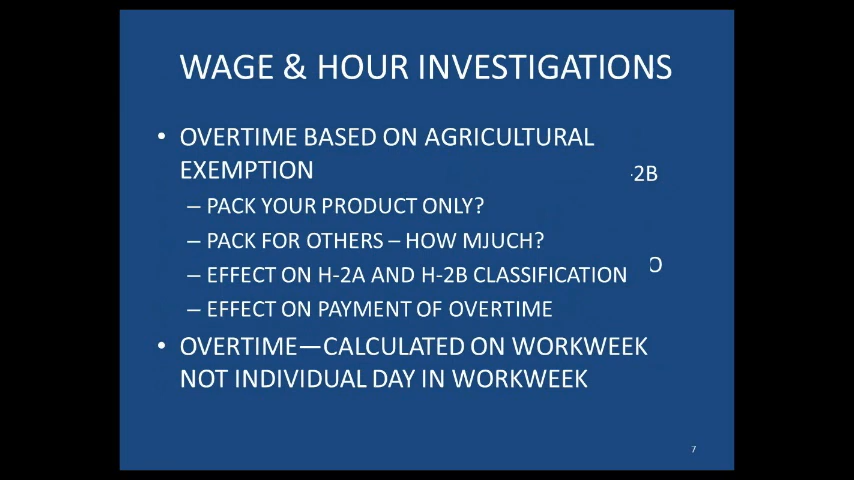 WAGE & HOUR INVESTIGATIONS
• OVERTIME BASED ON AGRICULTURAL
EXEMPTION
-2B
– PACK YOUR PRODUCT ONLY?
– PACK FOR OTHERS – HOW MJUCH?
O
– EFFECT ON H-2A AND H-2B CLASSIFICATION
– EFFECT ON PAYMENT OF OVERTIME
• OVERTIME—CALCULATED ON WORKWEEK
NOT INDIVIDUAL DAY IN WORKWEEK
7